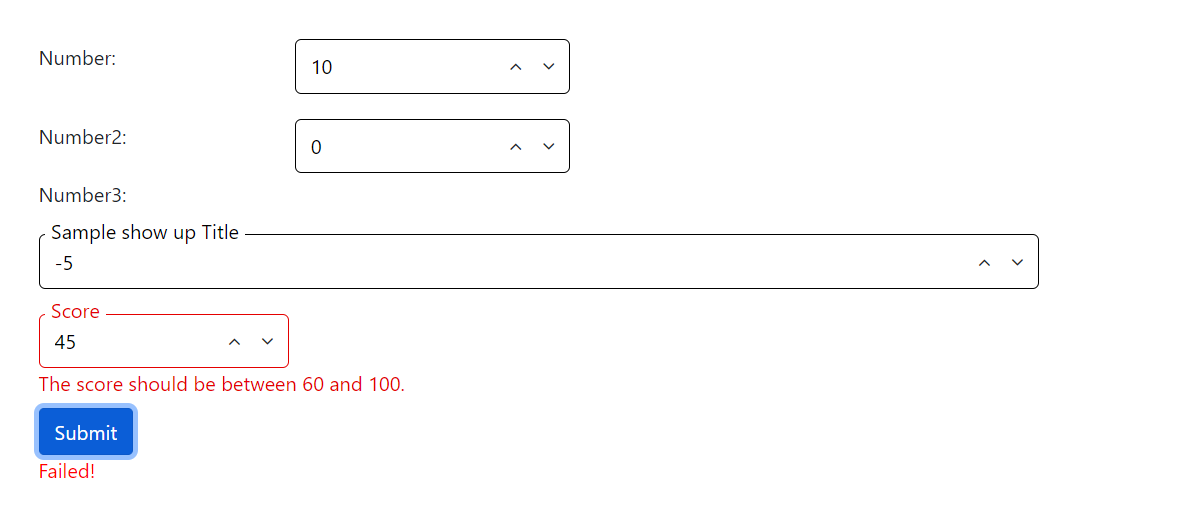 Number:
10
Number2:
0
Number3:
Sample show up Title
-5
Score
45
The score should be between 60 and 100.
Submit
Failed!